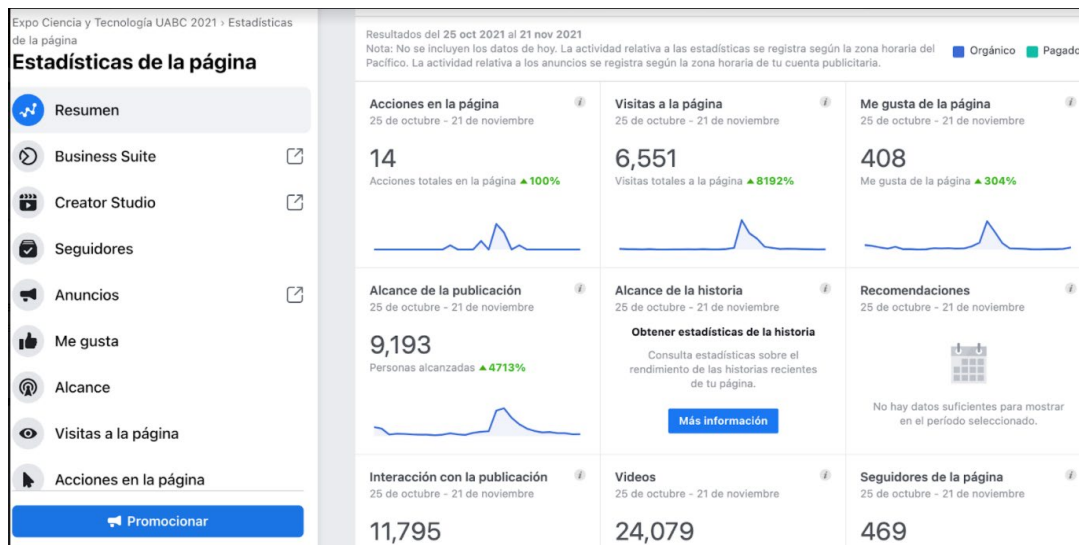 Expo Ciencia y Tecnología UABC 2021 › Estadísticas
de la página
Estadísticas de la página
Resumen
Business Suite
Creator Studio
Seguidores
Anuncios
Me gusta
Alcance
Visitas a la página
Acciones en la página
Promocionar
Resultados del 25 oct 2021 al 21 nov 2021
Nota: No se incluyen los datos de hoy. La actividad relativa a las estadísticas se registra según la zona horaria del
Pacífico. La actividad relativa a los anuncios se registra según la zona horaria de tu cuenta publicitaria.
Orgánico
Pagado
Acciones en la página
25 de octubre - 21 de noviembre
14
Acciones totales en la página ▲100%
Visitas a la página
25 de octubre - 21 de noviembre
6,551
Visitas totales a la página ▲8192%
Me gusta de la página
25 de octubre - 21 de noviembre
408
Me gusta de la página ▲304%
Alcance de la publicación
25 de octubre - 21 de noviembre
9,193
Personas alcanzadas ▲4713%
Alcance de la historia
25 de octubre - 21 de noviembre
Obtener estadísticas de la historia
Consulta estadísticas sobre el
rendimiento de las historias recientes
de tu página.
Más información
Recomendaciones
25 de octubre - 21 de noviembre
No hay datos suficientes para mostrar
en el período seleccionado.
Interacción con la publicación
25 de octubre - 21 de noviembre
11,795
Videos
25 de octubre - 21 de noviembre
24,079
Seguidores de la página
25 de octubre - 21 de noviembre
469